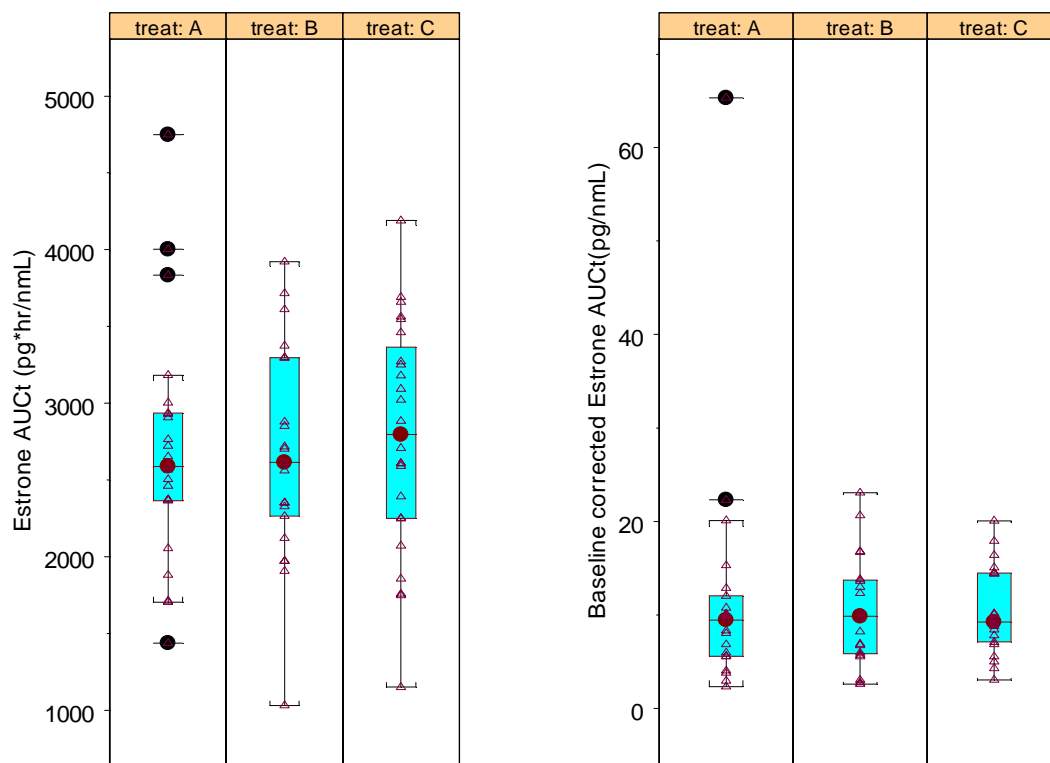 treat: A
treat: B
treat: C
5000
4000
3000
2000
1000
Estrone AUCt (pg*hr/nmL)
treat: A
treat: B
treat: C
60
40
20
0
Baseline corrected Estrone AUCt(pg/nmL)